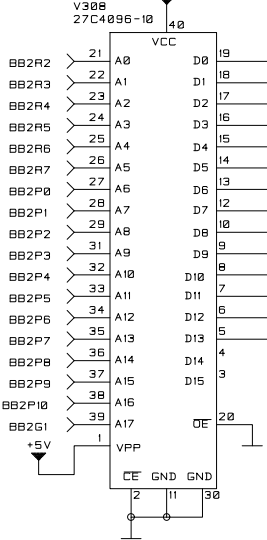 V308
27C4096-10
40
VCC
BB2R2 21 A0 D0 19
BB2R3 22 A1 D1 18
BB2R4 23 A2 D2 17
BB2R5 24 A3 D3 16
BB2R6 25 A4 D4 15
BB2R7 26 A5 D5 14
BB2P0 27 A6 D6 13
BB2P1 28 A7 D7 12
BB2P2 29 A8 D8 10
BB2P3 31 A9 D9 9
BB2P4 32 A10 D10 8
BB2P5 33 A11 D11 7
BB2P6 34 A12 D12 6
BB2P7 35 A13 D13 5
BB2P8 36 A14 D14 4
BB2P9 37 A15 D15 3
BB2P10 38 A16
BB2G1 39 A17 OE 20
+5V 1 VPP
CE GND GND
2 11 30